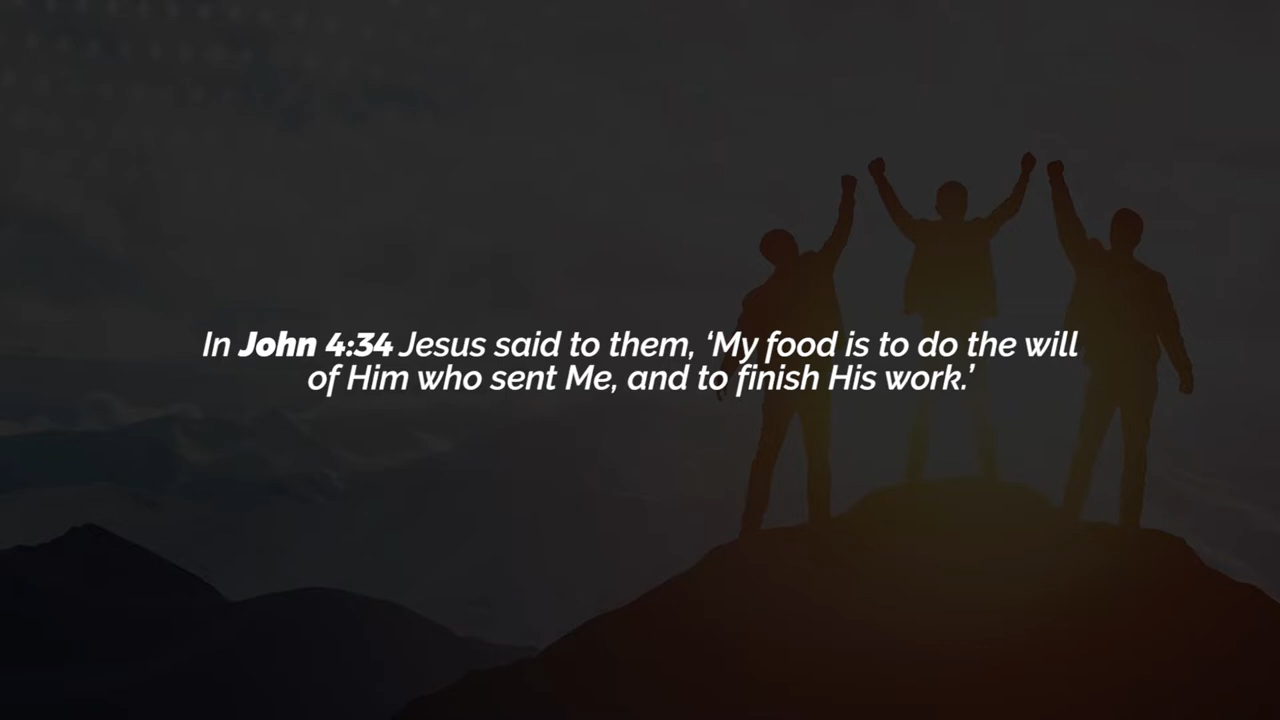 In John 4:34 Jesus said to them, ‘My food is to do the will
of Him who sent Me, and to finish His work.’